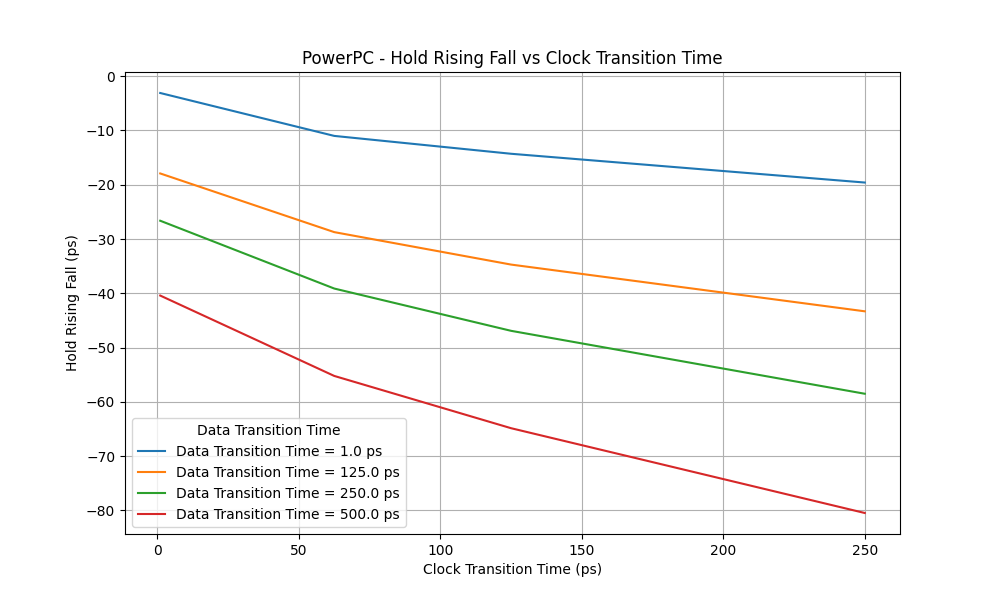 PowerPC - Hold Rising Fall vs Clock Transition Time
Hold Rising Fall (ps)
0
−10
−20
−30
−40
−50
−60
−70
−80
Data Transition Time
Data Transition Time = 1.0 ps
Data Transition Time = 125.0 ps
Data Transition Time = 250.0 ps
Data Transition Time = 500.0 ps
0 50 100 150 200 250
Clock Transition Time (ps)